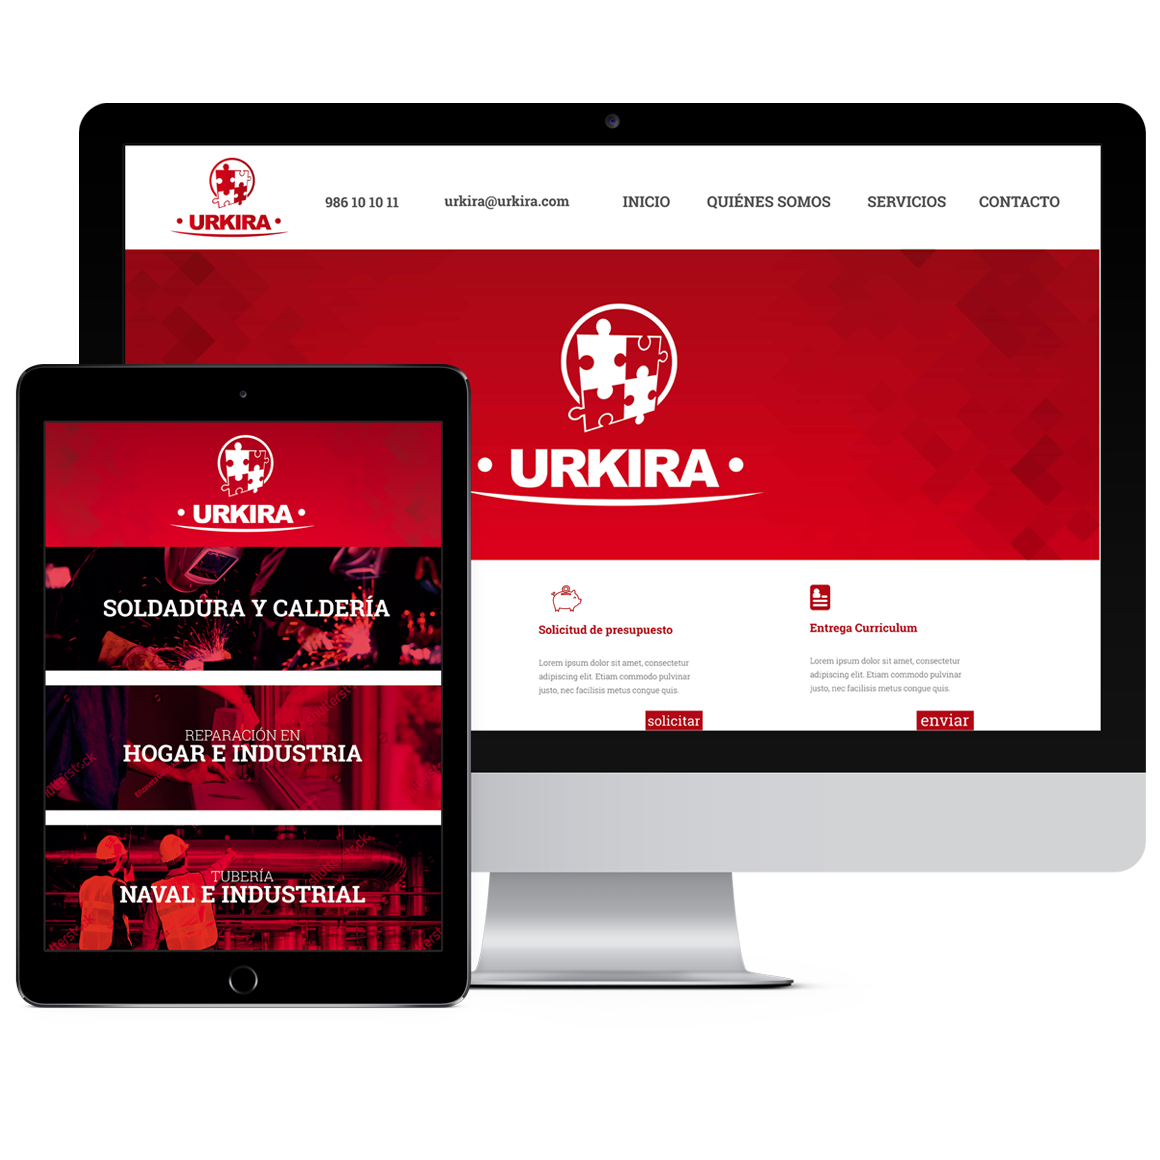 • URKIRA •
986 10 10 11
urkira@urkira.com
INICIO
QUIÉNES SOMOS
SERVICIOS
CONTACTO
• URKIRA •
Solicitud de presupuesto
Lorem ipsum dolor sit amet, consectetur
adipiscing elit. Etiam commodo pulvinar
justo, nec facilisis metus congue quis.
solicitar
Entrega Curriculum
Lorem ipsum dolor sit amet, consectetur
adipiscing elit. Etiam commodo pulvinar
justo, nec facilisis metus congue quis.
enviar
• URKIRA •
SOLDADURA Y CALDERÍA
REPARACIÓN EN
HOGAR E INDUSTRIA
TUBERÍA
NAVAL E INDUSTRIAL